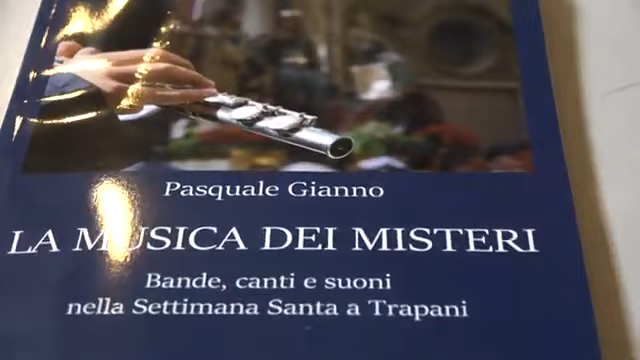 Pasquale Gianno
LA MUSICA DEI MISTERI
Bande, canti e suoni
nella Settimana Santa a Trapani